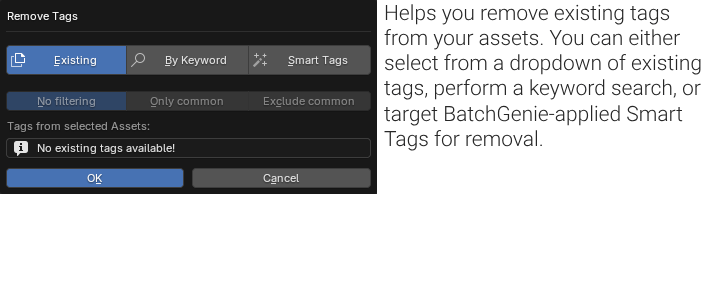 Remove Tags
Existing
By Keyword
Smart Tags
No filtering
Only common
Exclude common
Tags from selected Assets:
No existing tags available!
OK
Cancel
Helps you remove existing tags
from your assets. You can either
select from a dropdown of existing
tags, perform a keyword search, or
target BatchGenie-applied Smart
Tags for removal.